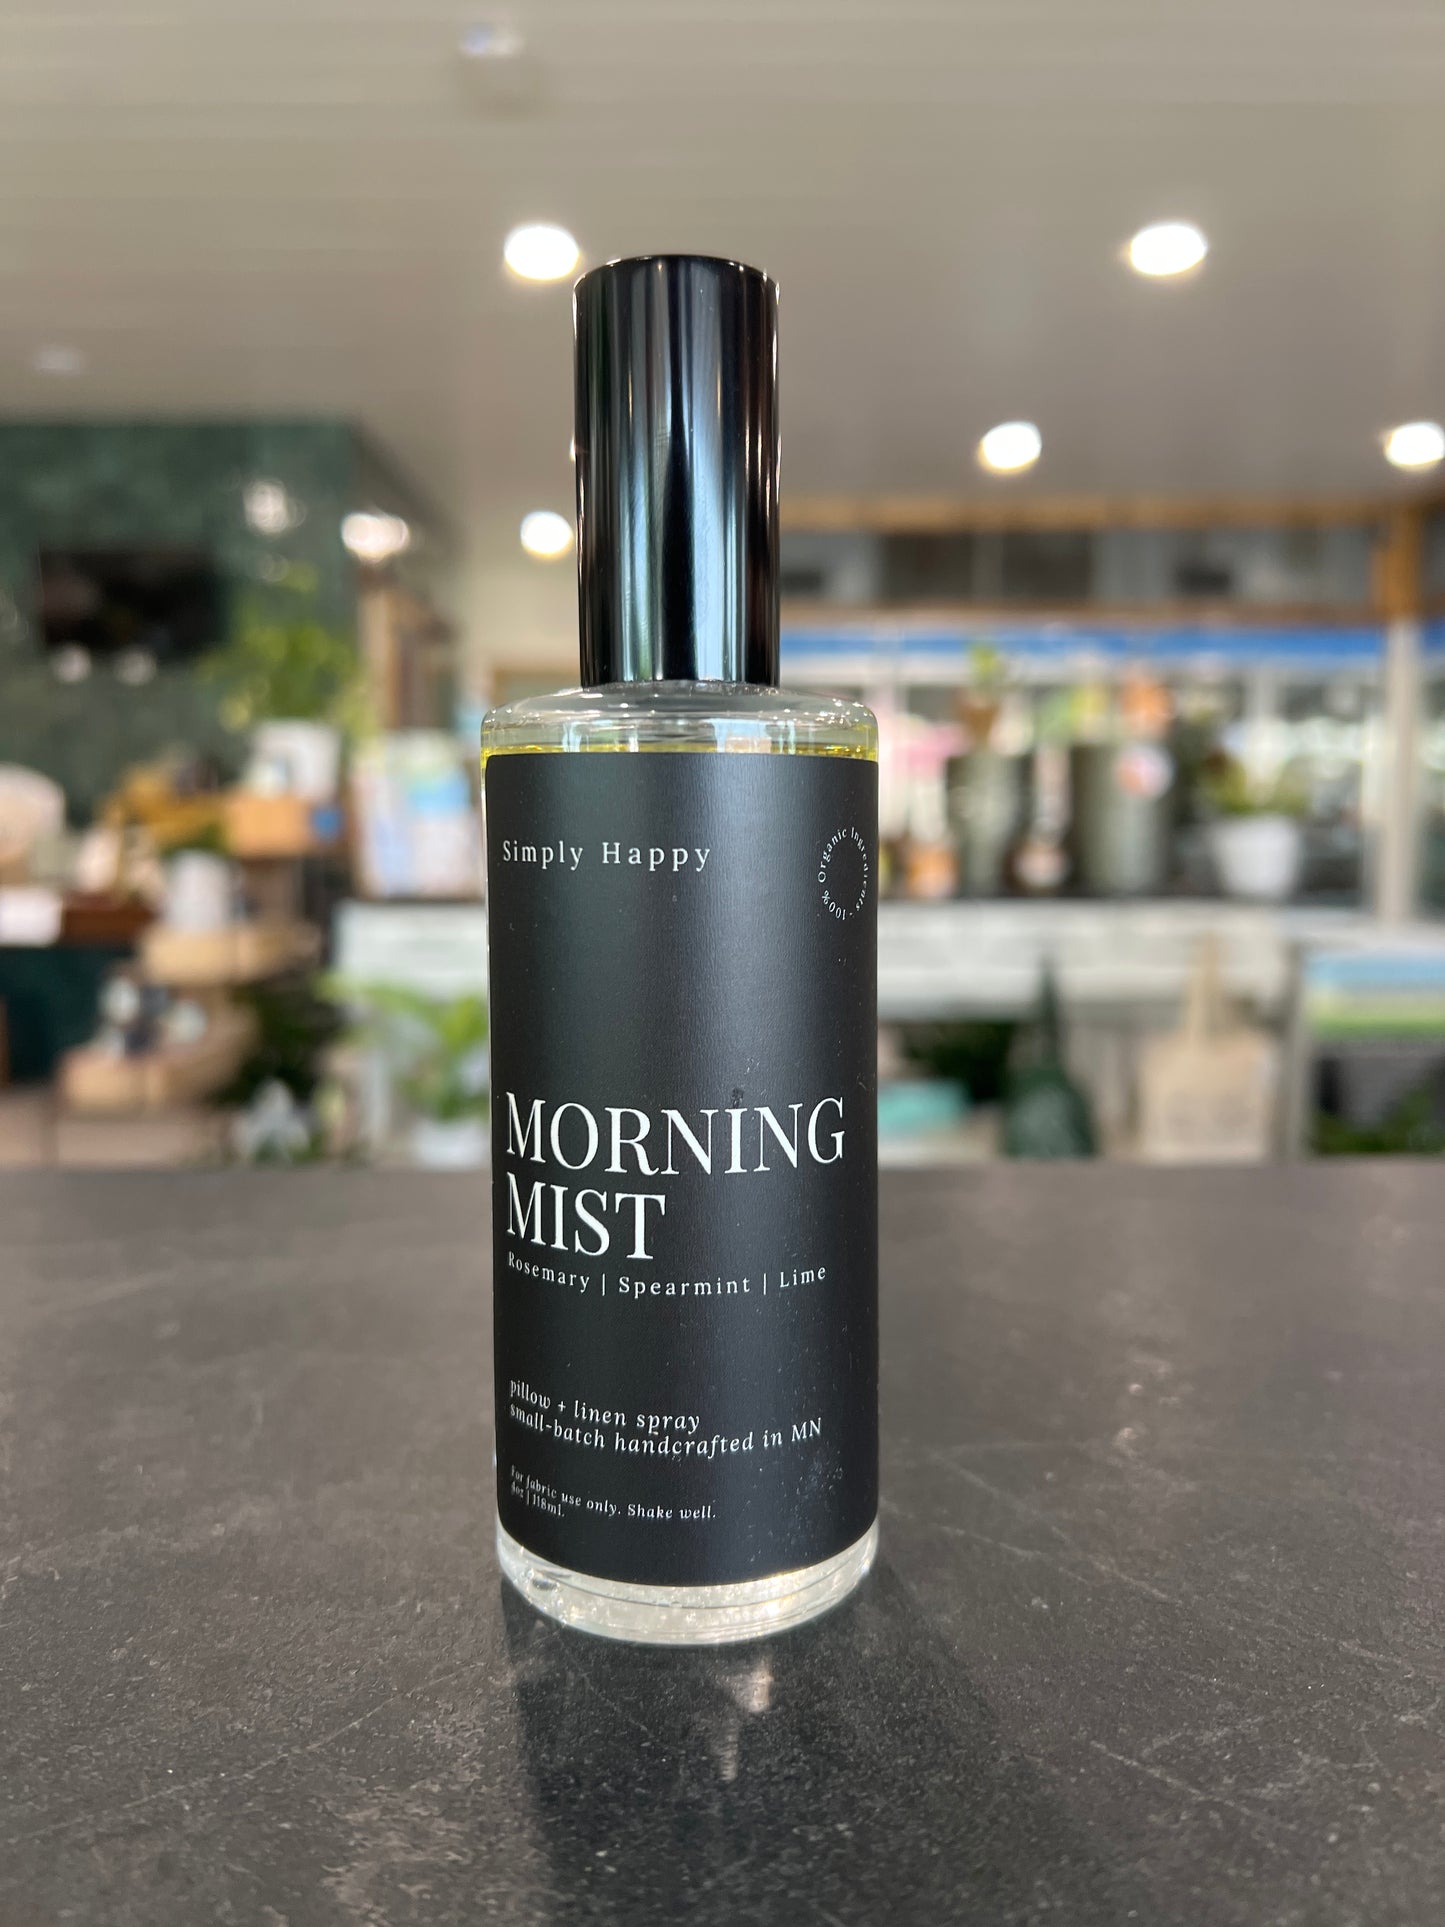 Simply Happy
100% Organic Ingredients -
MORNING
MIST
Rosemary | Spearmint | Lime
pillow + linen spray
small-batch handcrafted in MN
For fabric use only. Shake well.
4oz | 118ml.